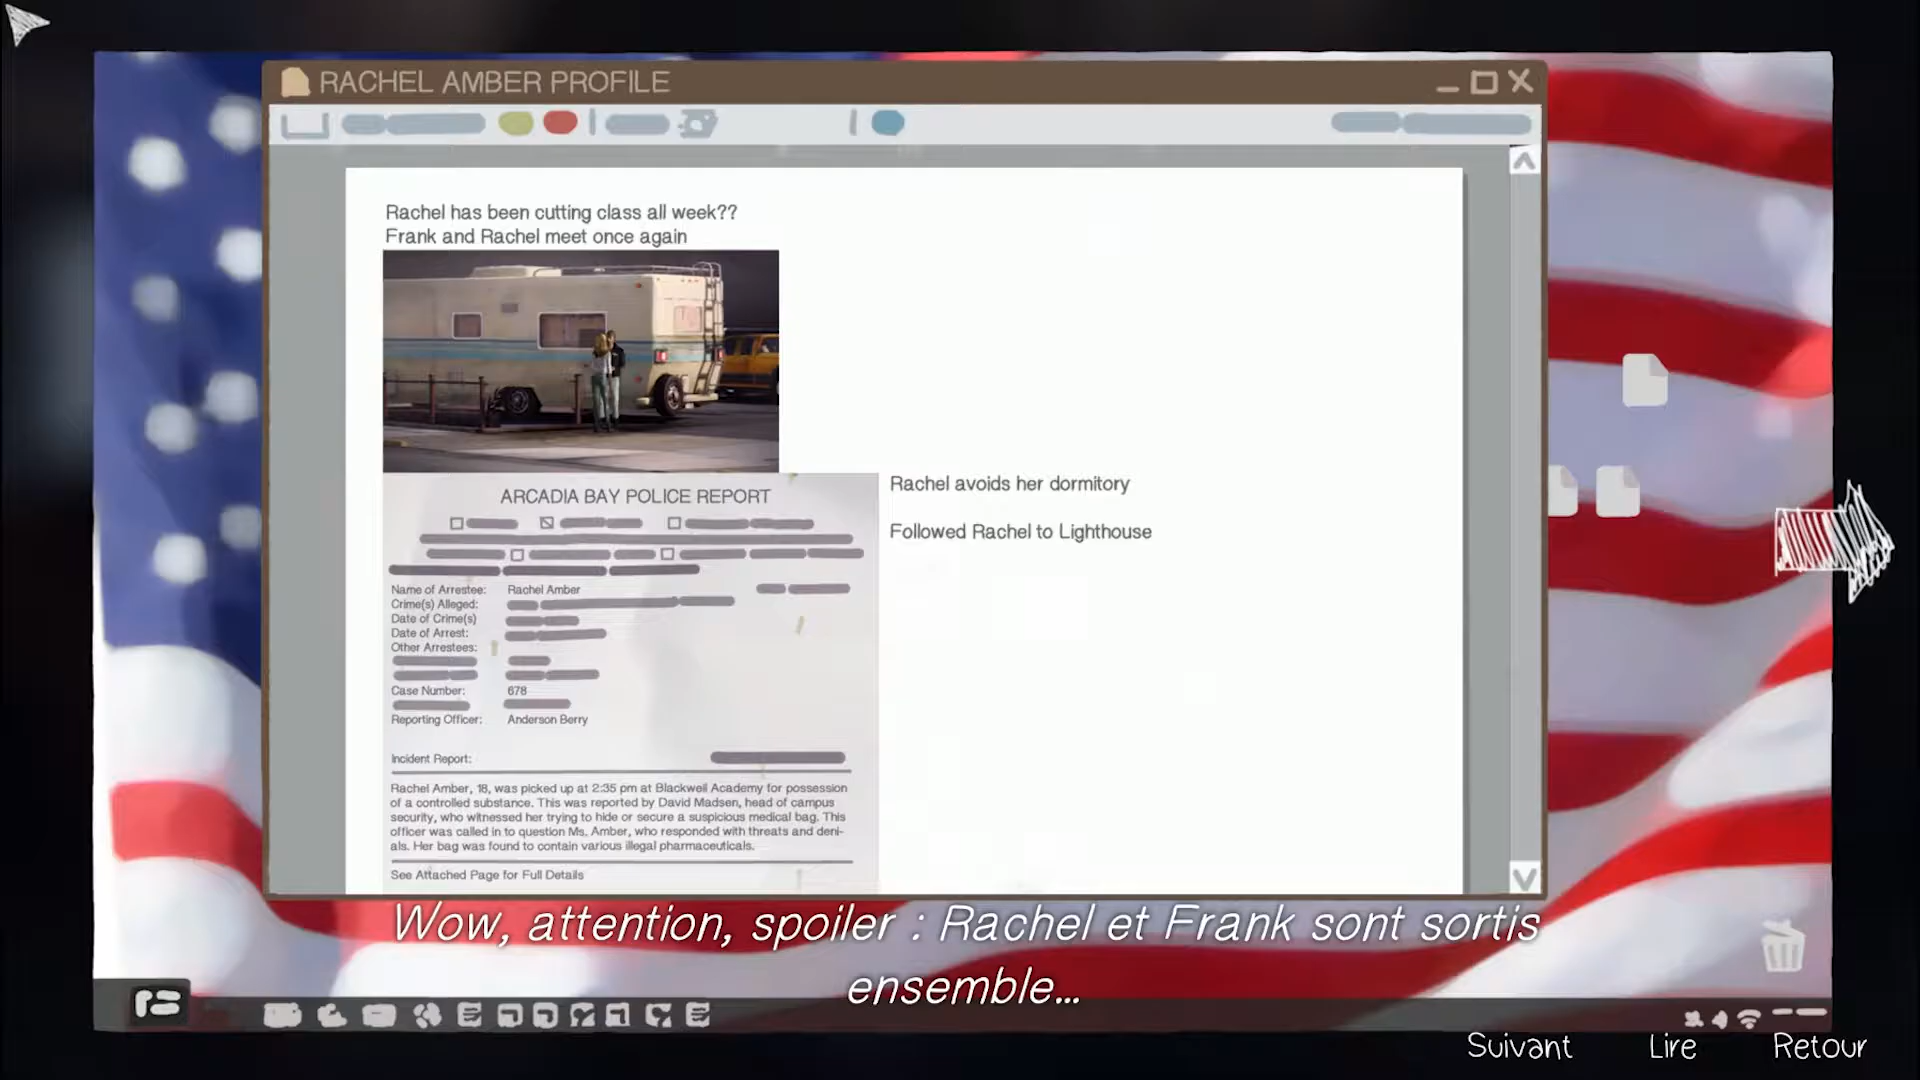 RACHEL AMBER PROFILE
Rachel has been cutting class all week??
Frank and Rachel meet once again
ARCADIA BAY POLICE REPORT
Name of Arrestee: Rachel Amber
Crime(s) Alleged:
Date of Crime(s)
Date of Arrest:
Other Arrestees:
Case Number: 678
Reporting Officer: Anderson Berry
Incident Report:
Rachel Amber, 18, was picked up at 2:35 pm at Blackwell Academy for possession
of a controlled substance. This was reported by David Madsen, head of campus
security, who witnessed her trying to hide or secure a suspicious medical bag. This
officer was called in to question Ms. Amber, who responded with threats and deni-
als. Her bag was found to contain various illegal pharmaceuticals.
See Attached Page for Full Details
Rachel avoids her dormitory
Followed Rachel to Lighthouse
Wow, attention, spoiler : Rachel et Frank sont sortis
ensemble...
Suivant Lire Retour